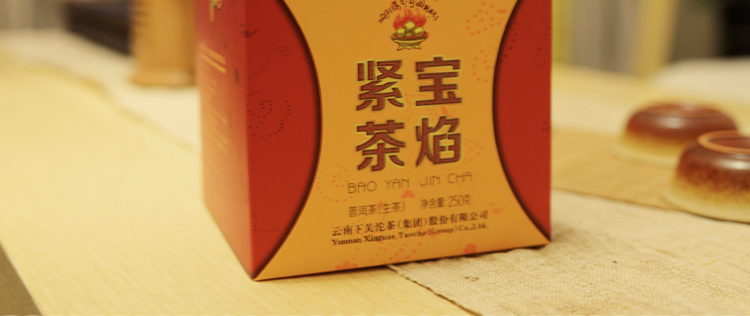 宝焰
紧茶
BAO YAN JIN CHA
普洱茶(生茶) 净含量:250克
云南下关沱茶(集团)股份有限公司
Yunnan Xiaguan Tuocha(Group)Co.,Ltd.